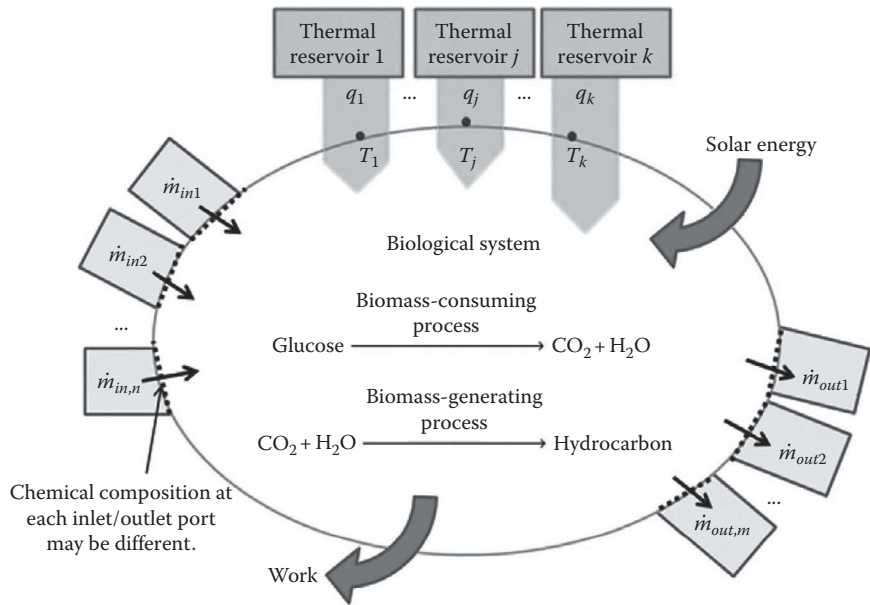 Thermal
reservoir 1
Thermal
reservoir j
Thermal
reservoir k
q₁
...
qⱼ
...
qₖ
T₁
Tⱼ
Tₖ
Solar energy
ṁᵢₙ₁
ṁᵢₙ₂
...
ṁᵢₙ,ₙ
Biological system
Biomass-consuming
process
Glucose
CO₂ + H₂O
Biomass-generating
process
CO₂ + H₂O
Hydrocarbon
ṁₒᵤₜ₁
ṁₒᵤₜ₂
...
ṁₒᵤₜ,ₘ
Chemical composition at
each inlet/outlet port
may be different.
Work